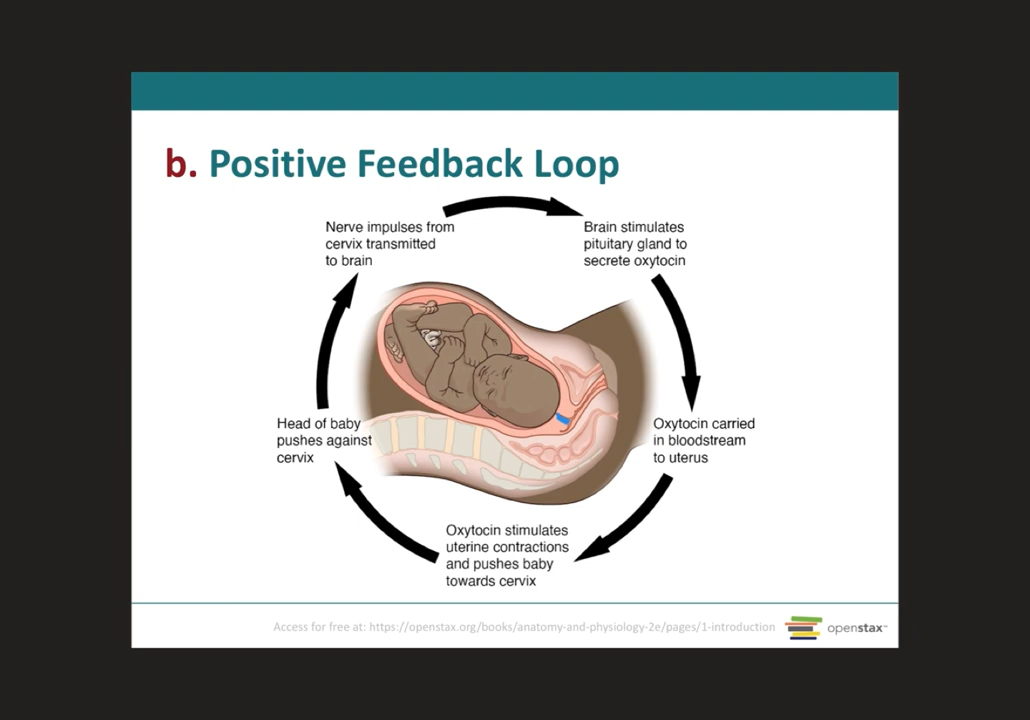 b. Positive Feedback Loop
Nerve impulses from
cervix transmitted
to brain
Brain stimulates
pituitary gland to
secrete oxytocin
Oxytocin carried
in bloodstream
to uterus
Oxytocin stimulates
uterine contractions
and pushes baby
towards cervix
Head of baby
pushes against
cervix
Access for free at: https://openstax.org/books/anatomy-and-physiology-2e/pages/1-introduction
openstax™